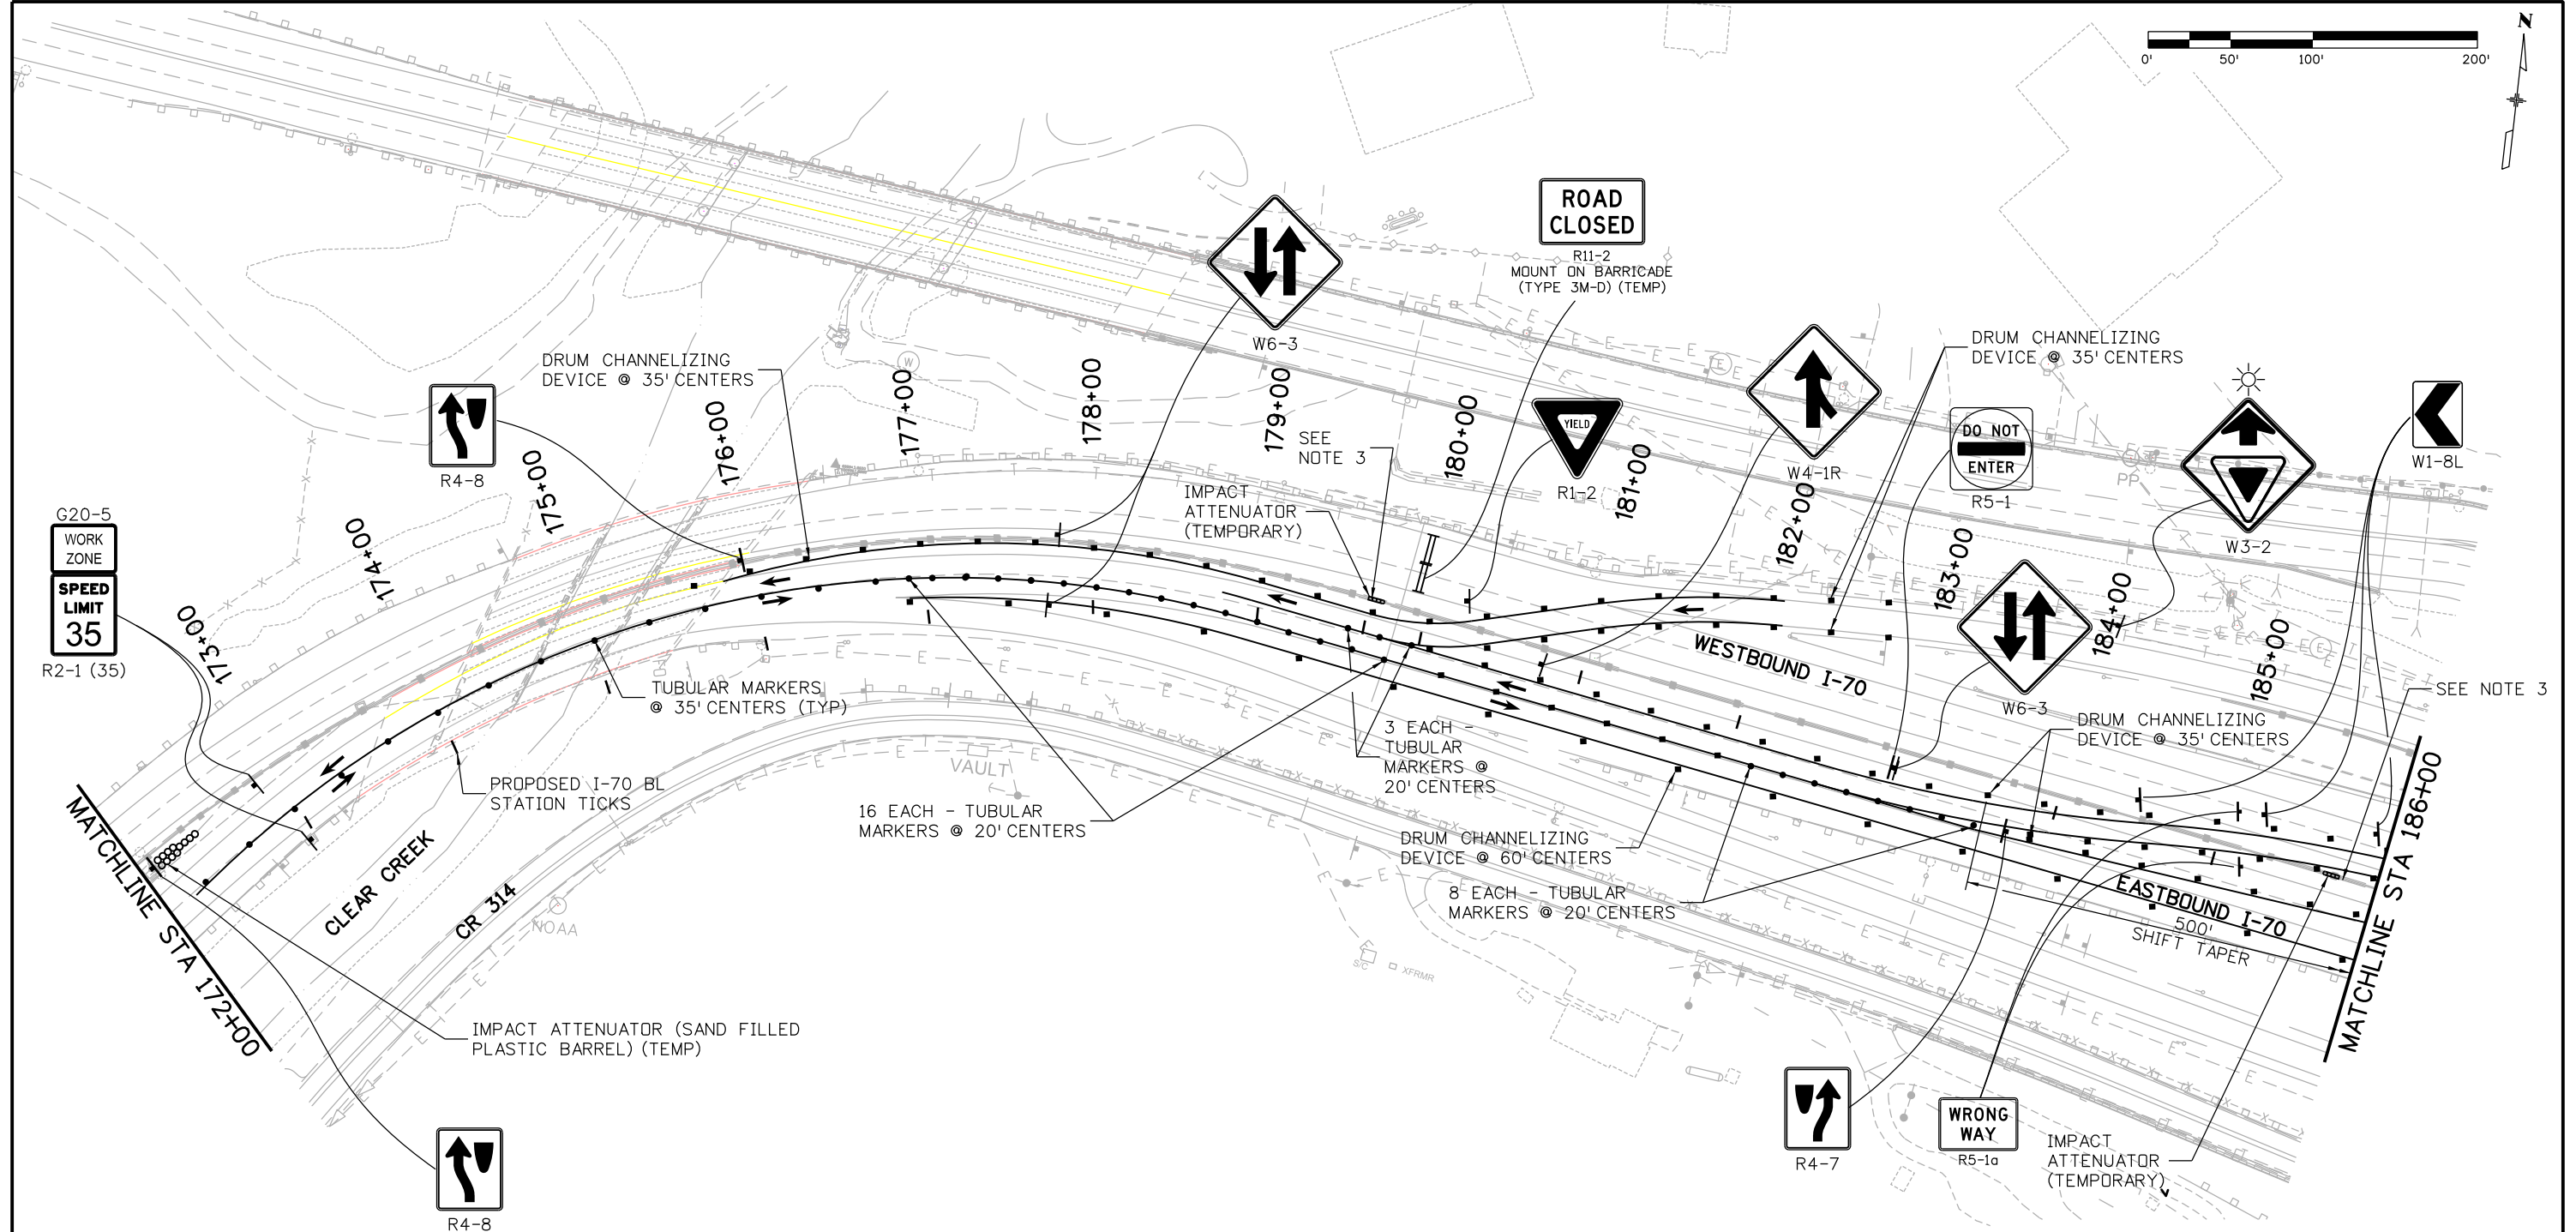 N
0' 50' 100' 200'
ROAD
CLOSED
R11-2
MOUNT ON BARRICADE
(TYPE 3M-D) (TEMP)
W6-3
DRUM CHANNELIZING
DEVICE @ 35' CENTERS
DRUM CHANNELIZING
DEVICE @ 35' CENTERS
W
R4-8
176+00
177+00
178+00
179+00
180+00
181+00
182+00
183+00
184+00
185+00
175+00
174+00
173+00
SEE
NOTE 3
YIELD
R1-2
W4-1R
DO NOT
ENTER
R5-1
PP
W3-2
W1-8L
IMPACT
ATTENUATOR
(TEMPORARY)
G20-5
WORK
ZONE
SPEED
LIMIT
35
R2-1 (35)
WESTBOUND I-70
W6-3
SEE NOTE 3
TUBULAR MARKERS
@ 35' CENTERS (TYP)
DRUM CHANNELIZING
DEVICE @ 35' CENTERS
3 EACH -
TUBULAR
MARKERS @
20' CENTERS
VAULT
PROPOSED I-70 BL
STATION TICKS
16 EACH - TUBULAR
MARKERS @ 20' CENTERS
DRUM CHANNELIZING
DEVICE @ 60' CENTERS
8 EACH - TUBULAR
MARKERS @ 20' CENTERS
MATCHLINE STA 172+00
CLEAR CREEK
CR 314
NOAA
EASTBOUND I-70
500'
SHIFT TAPER
MATCHLINE STA 186+00
S/C
XFRMR
IMPACT ATTENUATOR (SAND FILLED
PLASTIC BARREL) (TEMP)
R4-8
R4-7
WRONG
WAY
R5-1a
IMPACT
ATTENUATOR
(TEMPORARY)